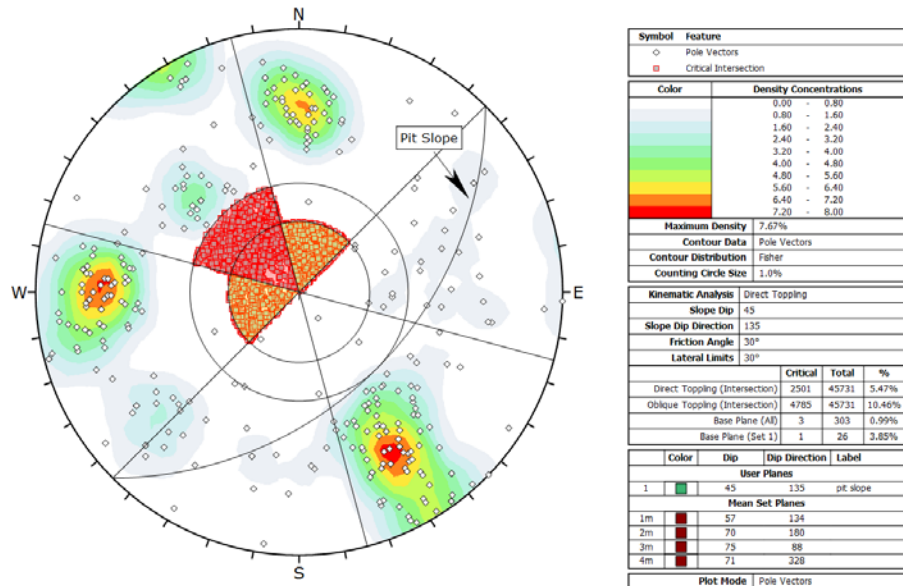 N
W
E
S
Pit Slope
Symbol Feature
Pole Vectors
Critical Intersection
Color Density Concentrations
0.00 - 0.80
0.80 - 1.60
1.60 - 2.40
2.40 - 3.20
3.20 - 4.00
4.00 - 4.80
4.80 - 5.60
5.60 - 6.40
6.40 - 7.20
7.20 - 8.00
Maximum Density 7.67%
Contour Data Pole Vectors
Contour Distribution Fisher
Counting Circle Size 1.0%
Kinematic Analysis Direct Toppling
Slope Dip 45
Slope Dip Direction 135
Friction Angle 30°
Lateral Limits 30°
Critical Total %
Direct Toppling (Intersection) 2501 45731 5.47%
Oblique Toppling (Intersection) 4785 45731 10.46%
Base Plane (All) 3 303 0.99%
Base Plane (Set 1) 1 26 3.85%
Color Dip Dip Direction Label
User Planes
1 45 135 pit slope
Mean Set Planes
1m 57 134
2m 70 180
3m 75 88
4m 71 328
Plot Mode Pole Vectors